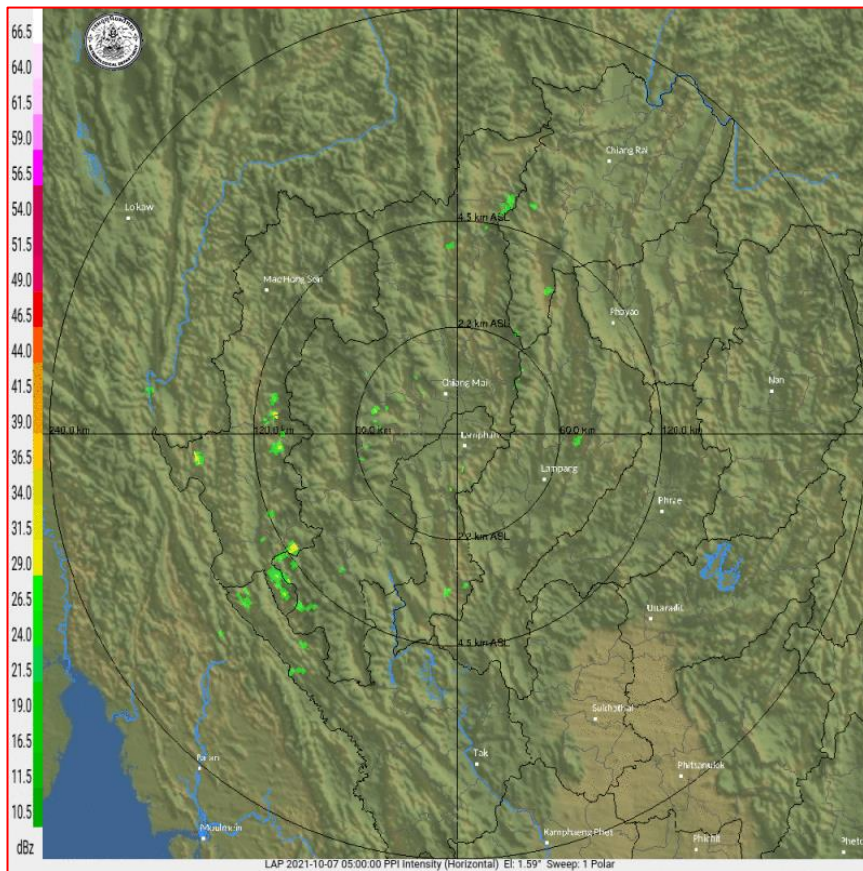 66.5
64.0
61.5
59.0
56.5
54.0
51.5
49.0
46.5
44.0
41.5
39.0
36.5
34.0
31.5
29.0
26.5
24.0
21.5
19.0
16.5
11.5
10.5
dBz
Chiang Rai
Loikaw
4.5 km ASL
Mae Hong Son
Phayao
2.2 km ASL
Chiang Mai
Nan
240.0 km
120.0 km
60.0 km
60.0 km
120.0 km
Lamphun
Lampang
Phrae
2.2 km ASL
Uttaradit
4.5 km ASL
Sukhothai
Tak
Pa-an
Phitsanulok
Moulmein
Kamphaeng Phet
Phichit
LAP 2021-10-07 05:00:00 PPI Intensity (Horizontal) El: 1.59° Sweep: 1 Polar